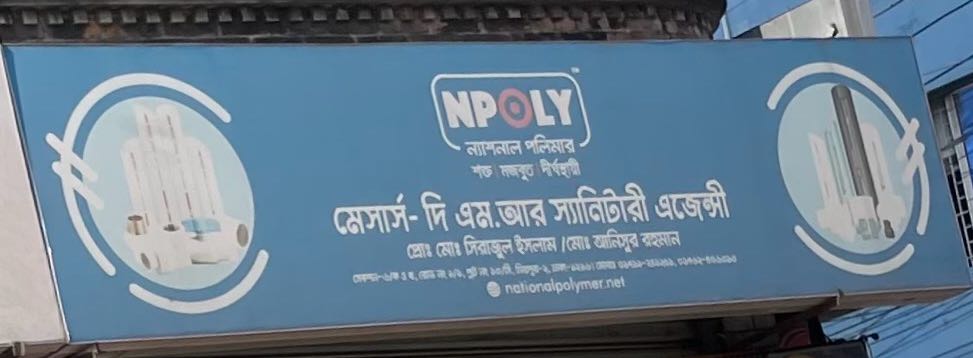 NPOLY
ন্যাশনাল পলিমার
শক্ত মজবুত দীর্ঘস্থায়ী
মেসার্স- দি এম.আর স্যানিটারী এজেন্সী
প্রোঃ মোঃ সিরাজুল ইসলাম / মোঃ আনিসুর রহমান
nationalpolymer.net